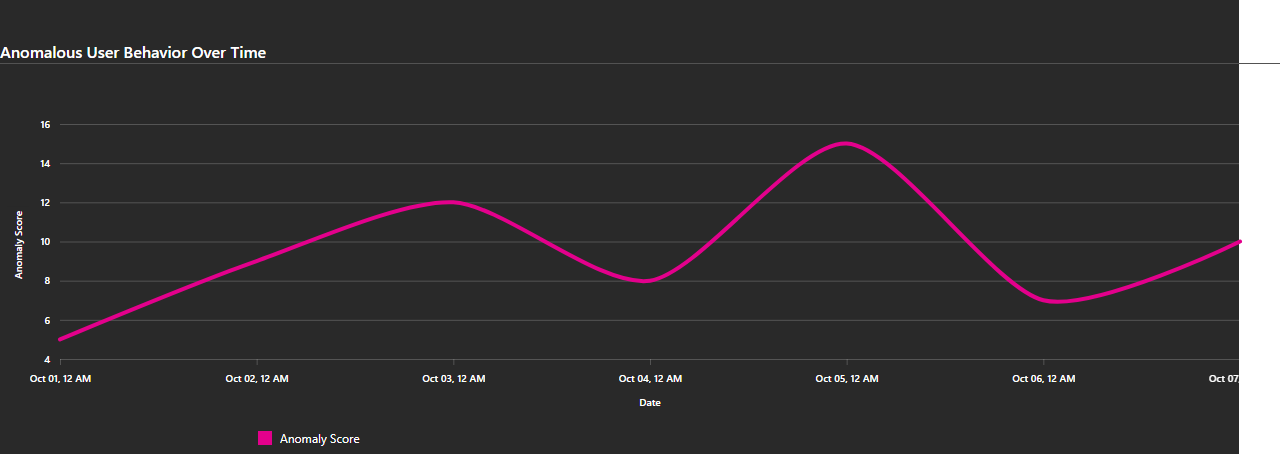 Anomalous User Behavior Over Time
16
14
12
10
8
6
4
Anomaly Score
Oct 01, 12 AM Oct 02, 12 AM Oct 03, 12 AM Oct 04, 12 AM Oct 05, 12 AM Oct 06, 12 AM Oct 07,
Date
Anomaly Score